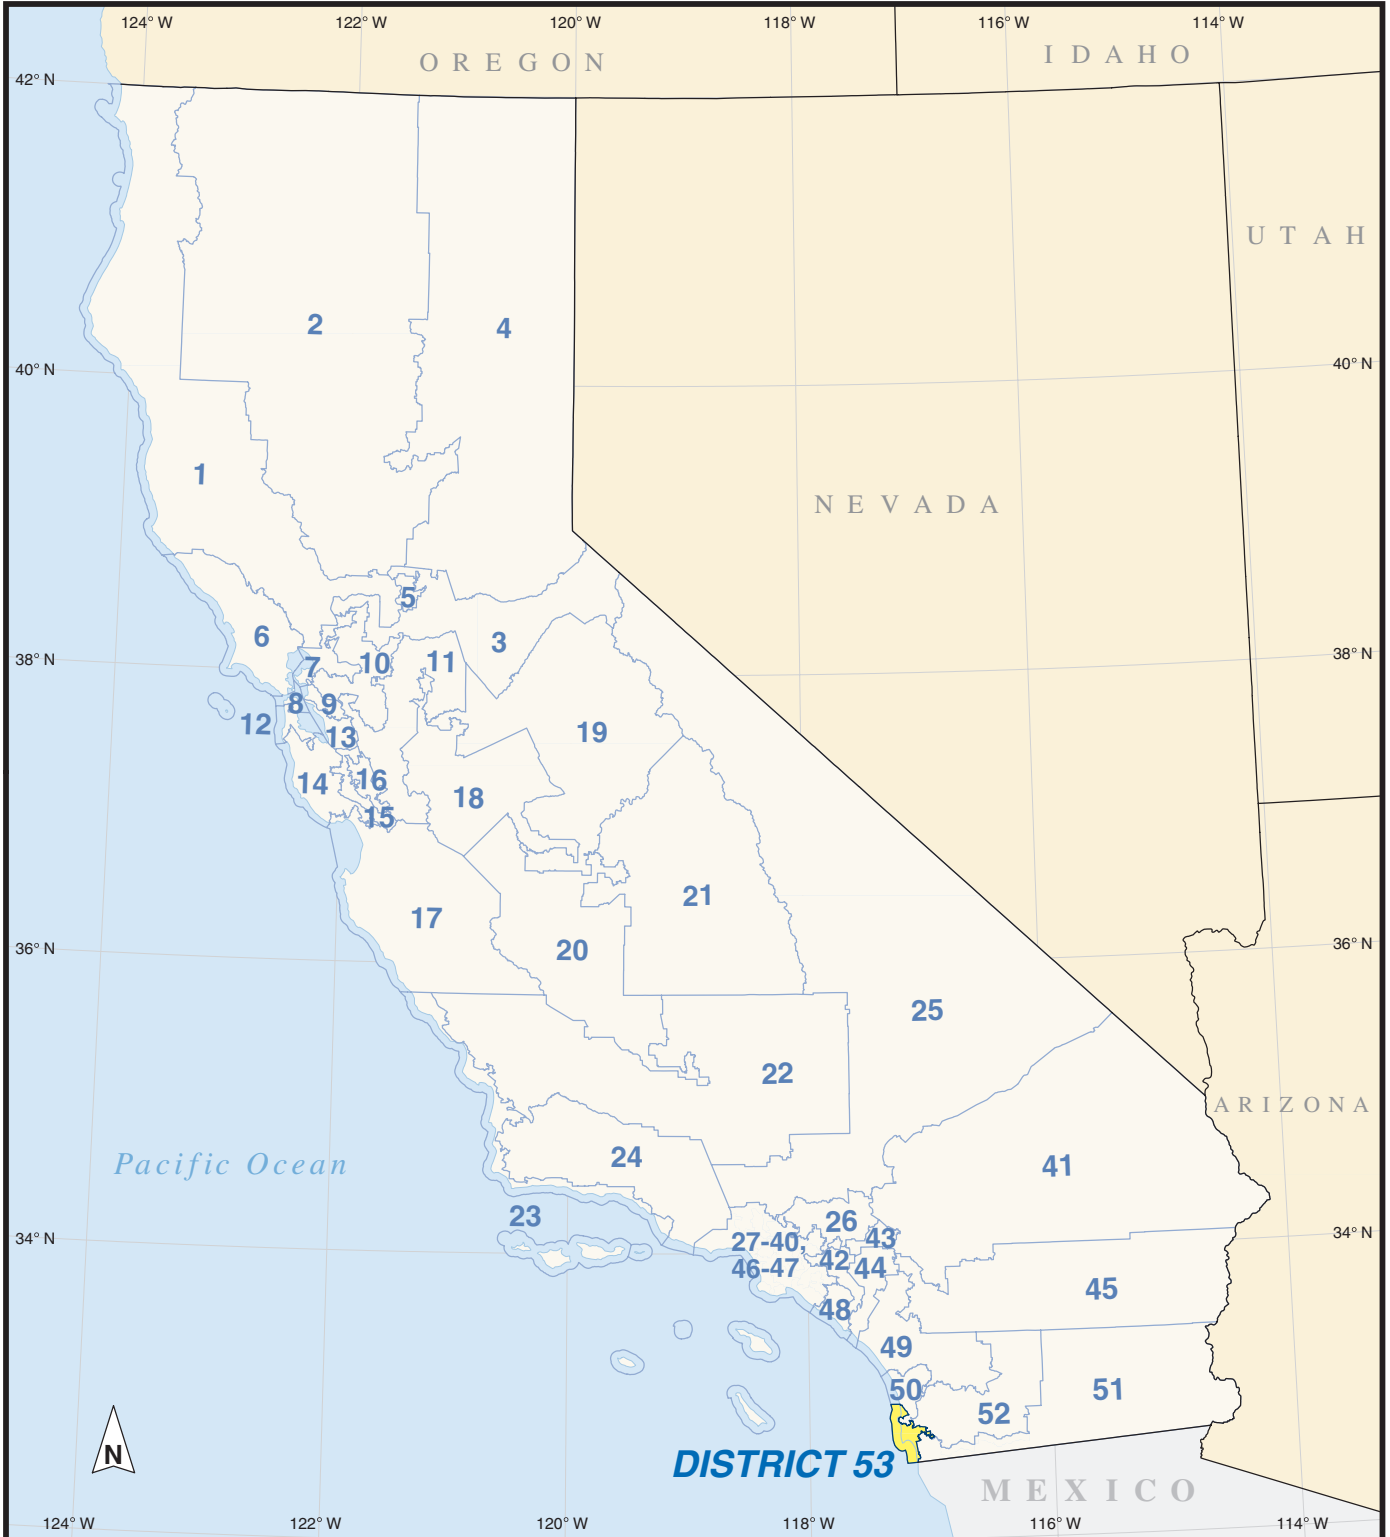 124° W 122° W 120° W 118° W 116° W 114° W
OREGON
IDAHO
42° N
UTAH
2
4
40° N
40° N
1
NEVADA
5
6
3
38° N
7
10
11
38° N
8
9
12
13
19
14
16
18
15
21
17
20
36° N
36° N
25
22
ARIZONA
Pacific Ocean
24
41
23
26
34° N
43
34° N
27-40,
46-47
42
44
45
48
49
50
51
52
DISTRICT 53
N
MEXICO
124° W 122° W 120° W 118° W 116° W 114° W